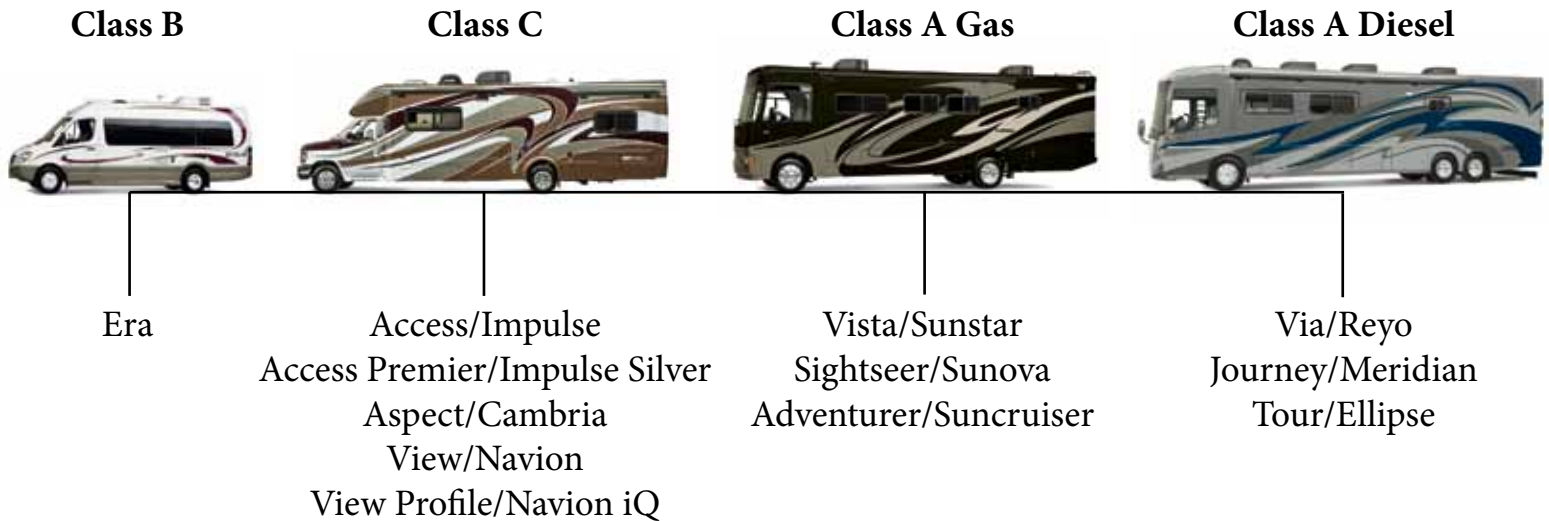 Class B
Class C
Class A Gas
Class A Diesel
Era
Access/Impulse
Access Premier/Impulse Silver
Aspect/Cambria
View/Navion
View Profile/Navion iQ
Vista/Sunstar
Sightseer/Sunova
Adventurer/Suncruiser
Via/Reyo
Journey/Meridian
Tour/Ellipse